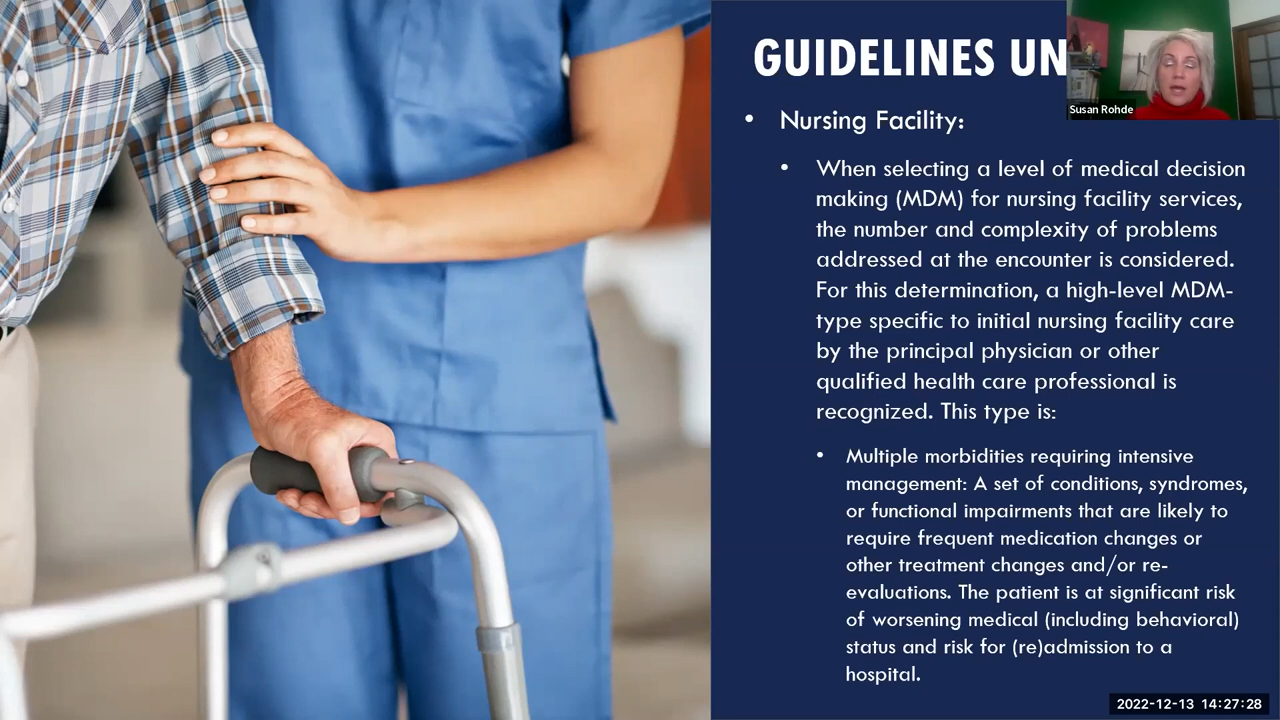 GUIDELINES UN
Susan Rohde
• Nursing Facility:
• When selecting a level of medical decision
making (MDM) for nursing facility services,
the number and complexity of problems
addressed at the encounter is considered.
For this determination, a high-level MDM-
type specific to initial nursing facility care
by the principal physician or other
qualified health care professional is
recognized. This type is:
• Multiple morbidities requiring intensive
management: A set of conditions, syndromes,
or functional impairments that are likely to
require frequent medication changes or
other treatment changes and/or re-
evaluations. The patient is at significant risk
of worsening medical (including behavioral)
status and risk for (re)admission to a
hospital.
2022-12-13 14:27:28